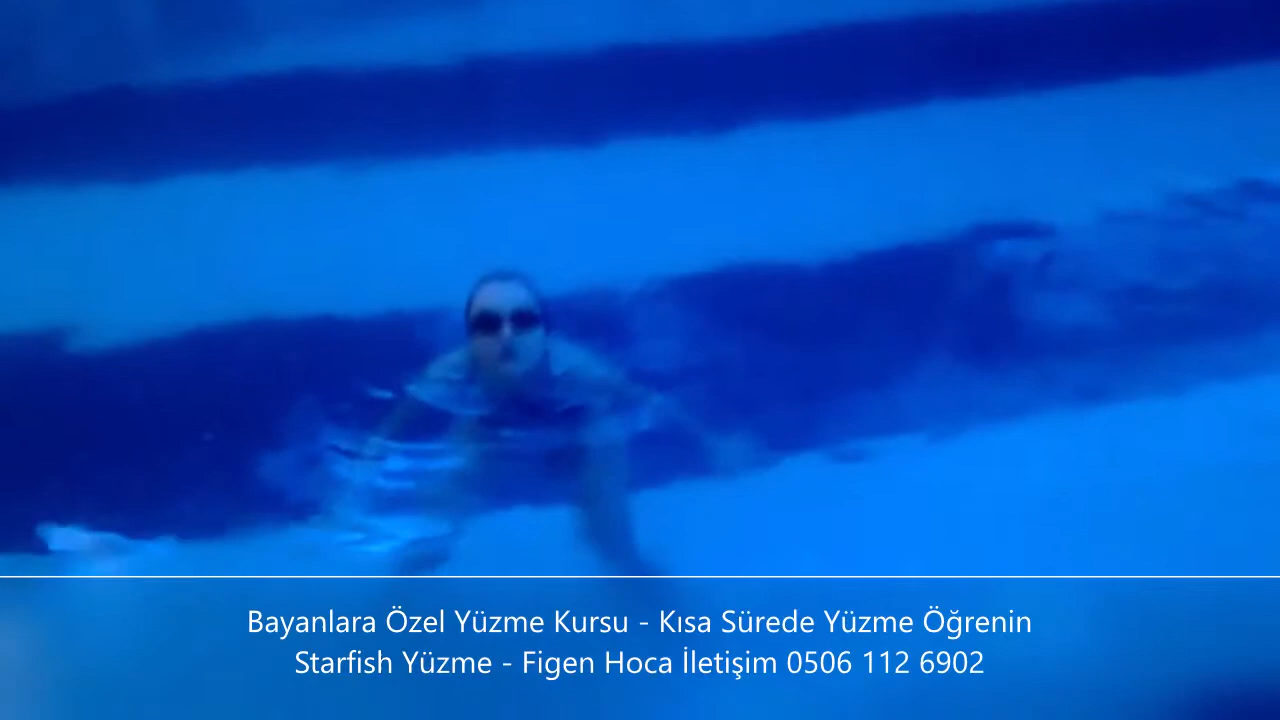 Bayanlara Özel Yüzme Kursu - Kısa Sürede Yüzme Öğrenin
Starfish Yüzme - Figen Hoca İletişim 0506 112 6902